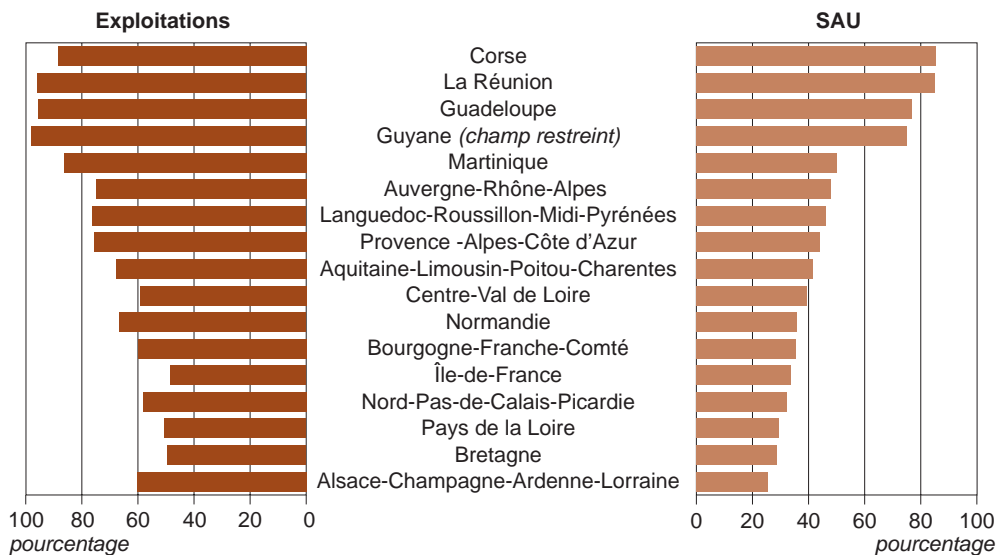 Exploitations
SAU
Corse
La Réunion
Guadeloupe
Guyane (champ restreint)
Martinique
Auvergne-Rhône-Alpes
Languedoc-Roussillon-Midi-Pyrénées
Provence -Alpes-Côte d'Azur
Aquitaine-Limousin-Poitou-Charentes
Centre-Val de Loire
Normandie
Bourgogne-Franche-Comté
Île-de-France
Nord-Pas-de-Calais-Picardie
Pays de la Loire
Bretagne
Alsace-Champagne-Ardenne-Lorraine
100 80 60 40 20 0
0 20 40 60 80 100
pourcentage
pourcentage